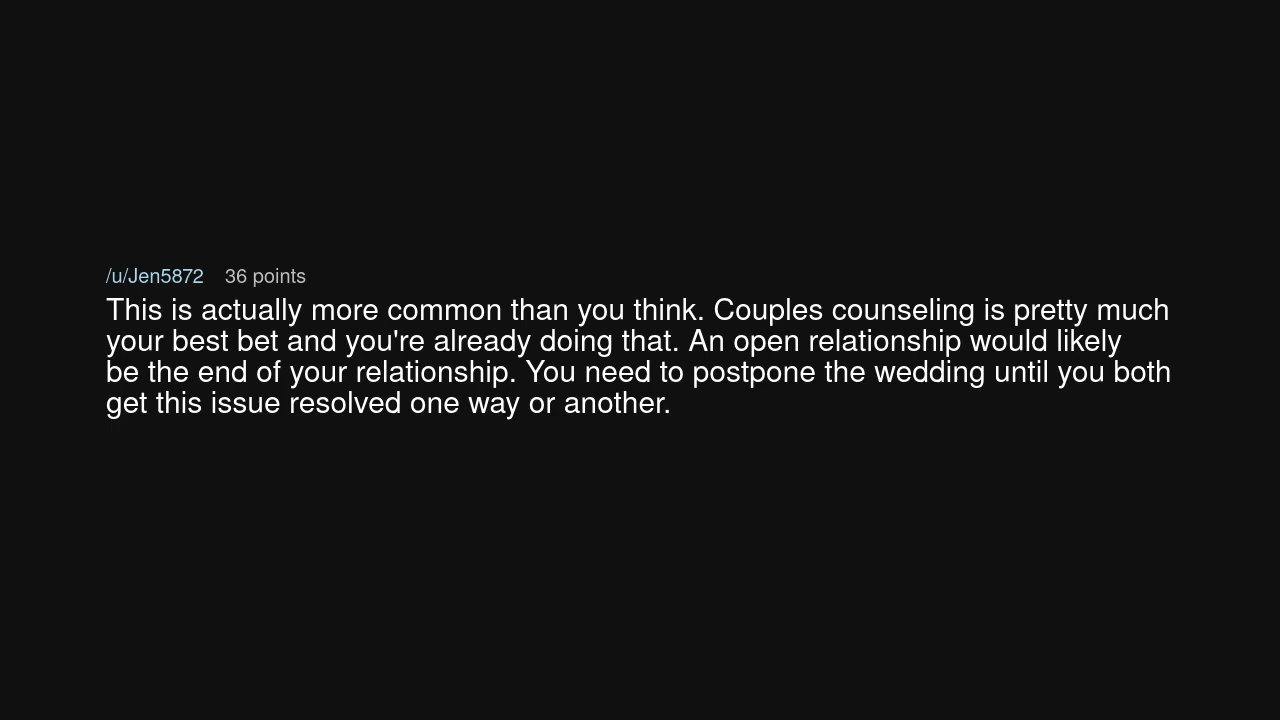 /u/Jen5872 36 points
This is actually more common than you think. Couples counseling is pretty much
your best bet and you're already doing that. An open relationship would likely
be the end of your relationship. You need to postpone the wedding until you both
get this issue resolved one way or another.